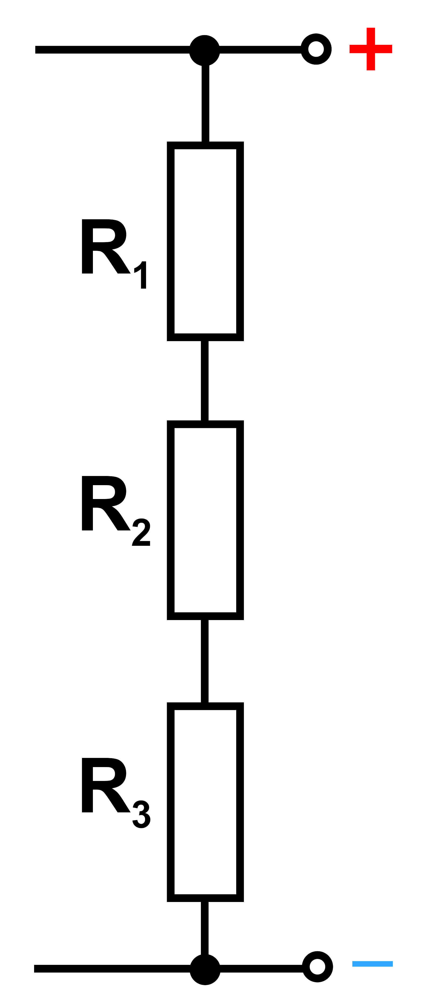 +
R₁
R₂
R₃
−